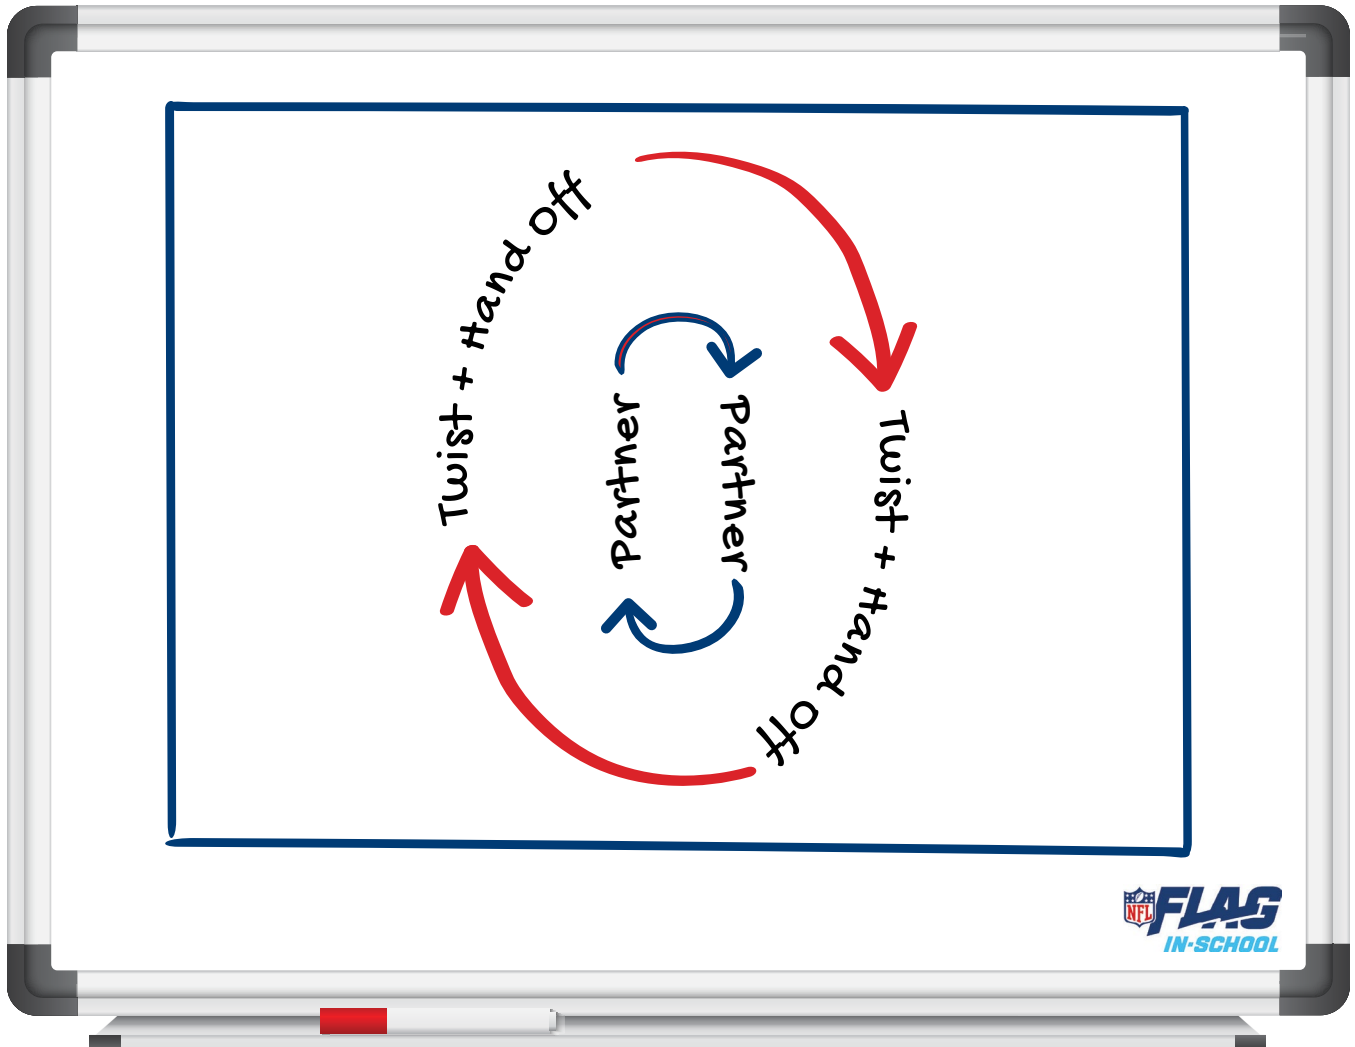 Twist + Hand Off
Partner
Partner
Twist + Hand Off
NFL FLAG
IN-SCHOOL